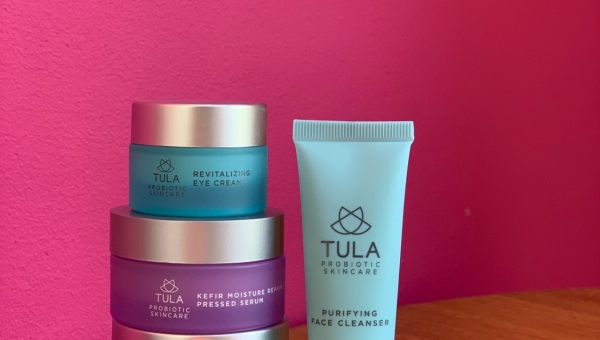 TULA
PROBIOTIC
SKINCARE
REVITALIZING
EYE CREAM
TULA
PROBIOTIC
SKINCARE
KEFIR MOISTURE REPAIR
PRESSED SERUM
TULA
PROBIOTIC
SKINCARE
PURIFYING
FACE CLEANSER